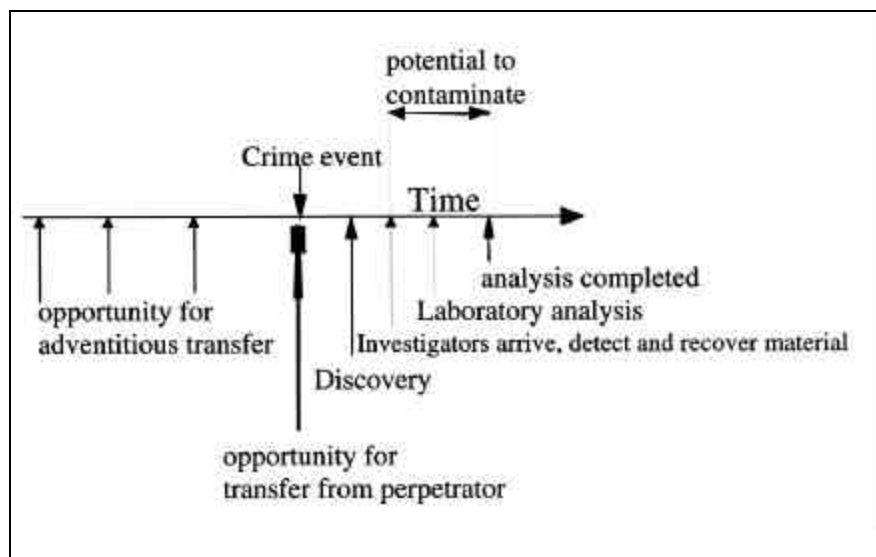 potential to
contaminate
Crime event
Time
analysis completed
opportunity for
adventitious transfer
Laboratory analysis
Investigators arrive, detect and recover material
Discovery
opportunity for
transfer from perpetrator